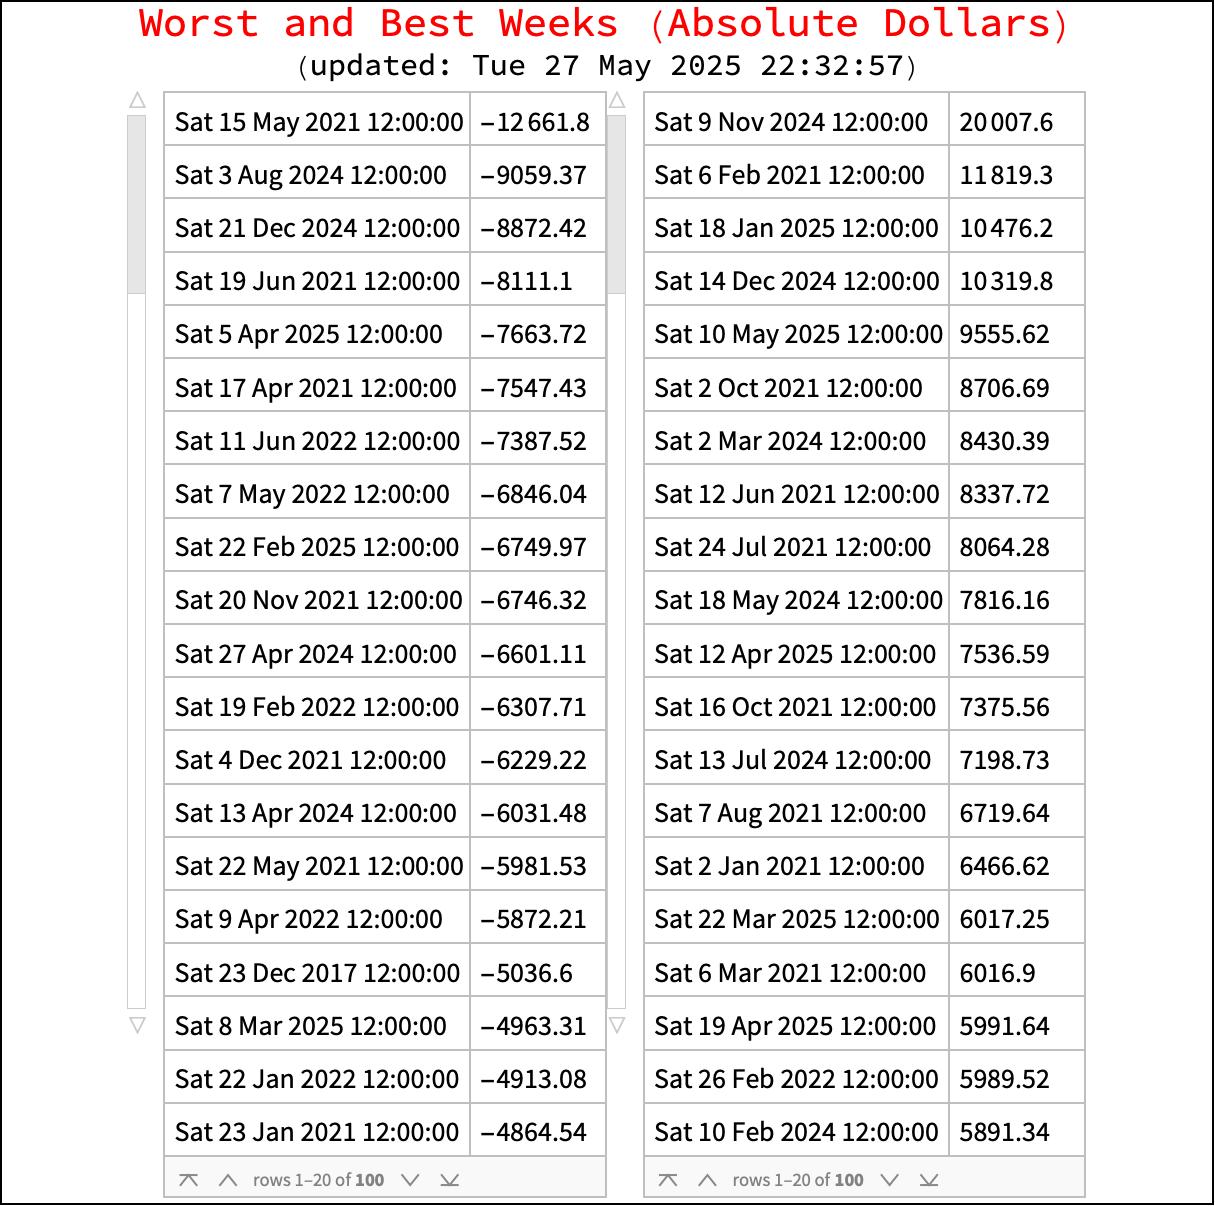 Worst and Best Weeks (Absolute Dollars)
(updated: Tue 27 May 2025 22:32:57)
Sat 15 May 2021 12:00:00 −12 661.8 Sat 9 Nov 2024 12:00:00 20 007.6
Sat 3 Aug 2024 12:00:00 −9059.37 Sat 6 Feb 2021 12:00:00 11 819.3
Sat 21 Dec 2024 12:00:00 −8872.42 Sat 18 Jan 2025 12:00:00 10 476.2
Sat 19 Jun 2021 12:00:00 −8111.1 Sat 14 Dec 2024 12:00:00 10 319.8
Sat 5 Apr 2025 12:00:00 −7663.72 Sat 10 May 2025 12:00:00 9555.62
Sat 17 Apr 2021 12:00:00 −7547.43 Sat 2 Oct 2021 12:00:00 8706.69
Sat 11 Jun 2022 12:00:00 −7387.52 Sat 2 Mar 2024 12:00:00 8430.39
Sat 7 May 2022 12:00:00 −6846.04 Sat 12 Jun 2021 12:00:00 8337.72
Sat 22 Feb 2025 12:00:00 −6749.97 Sat 24 Jul 2021 12:00:00 8064.28
Sat 20 Nov 2021 12:00:00 −6746.32 Sat 18 May 2024 12:00:00 7816.16
Sat 27 Apr 2024 12:00:00 −6601.11 Sat 12 Apr 2025 12:00:00 7536.59
Sat 19 Feb 2022 12:00:00 −6307.71 Sat 16 Oct 2021 12:00:00 7375.56
Sat 4 Dec 2021 12:00:00 −6229.22 Sat 13 Jul 2024 12:00:00 7198.73
Sat 13 Apr 2024 12:00:00 −6031.48 Sat 7 Aug 2021 12:00:00 6719.64
Sat 22 May 2021 12:00:00 −5981.53 Sat 2 Jan 2021 12:00:00 6466.62
Sat 9 Apr 2022 12:00:00 −5872.21 Sat 22 Mar 2025 12:00:00 6017.25
Sat 23 Dec 2017 12:00:00 −5036.6 Sat 6 Mar 2021 12:00:00 6016.9
Sat 8 Mar 2025 12:00:00 −4963.31 Sat 19 Apr 2025 12:00:00 5991.64
Sat 22 Jan 2022 12:00:00 −4913.08 Sat 26 Feb 2022 12:00:00 5989.52
Sat 23 Jan 2021 12:00:00 −4864.54 Sat 10 Feb 2024 12:00:00 5891.34
rows 1–20 of 100 rows 1–20 of 100